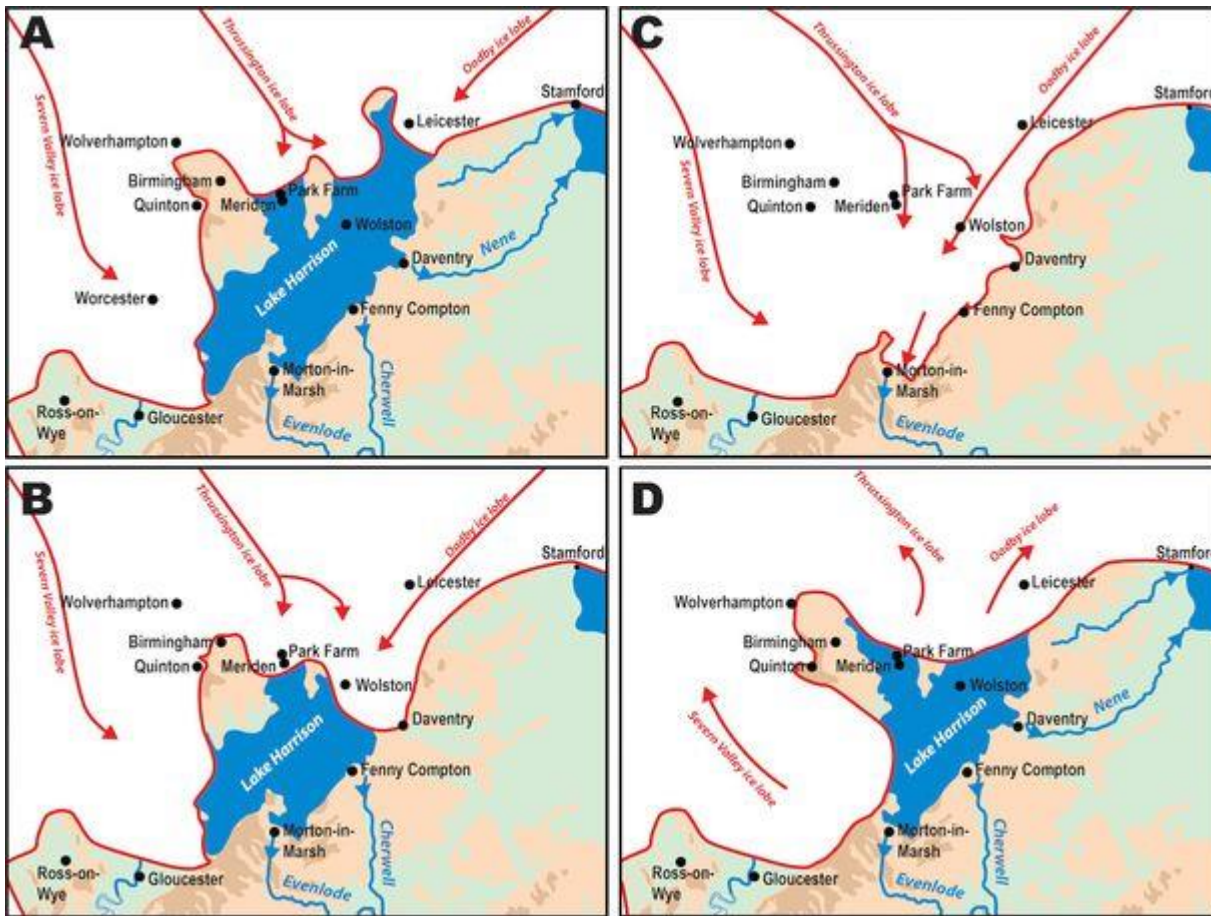 A
Thrussington ice lobe
Oadby ice lobe
Severn Valley ice lobe
Stamford
Leicester
Wolverhampton
Birmingham
Park Farm
Quinton
Meriden
Wolston
Lake Harrison
Nene
Daventry
Worcester
Fenny Compton
Morton-in-
Marsh
Cherwell
Ross-on-
Wye
Gloucester
Evenlode
C
Thrussington ice lobe
Oadby ice lobe
Severn Valley ice lobe
Stamford
Leicester
Wolverhampton
Birmingham
Park Farm
Quinton
Meriden
Wolston
Daventry
Fenny Compton
Morton-in-
Marsh
Ross-on-
Wye
Gloucester
Evenlode
B
Thrussington ice lobe
Oadby ice lobe
Severn Valley ice lobe
Stamford
Leicester
Wolverhampton
Birmingham
Park Farm
Quinton
Meriden
Wolston
Lake Harrison
Daventry
Fenny Compton
Morton-in-
Marsh
Cherwell
Ross-on-
Wye
Gloucester
Evenlode
D
Thrussington ice lobe
Oadby ice lobe
Severn Valley ice lobe
Stamford
Leicester
Wolverhampton
Birmingham
Park Farm
Quinton
Meriden
Wolston
Lake Harrison
Nene
Daventry
Fenny Compton
Morton-in-
Marsh
Cherwell
Ross-on-
Wye
Gloucester
Evenlode